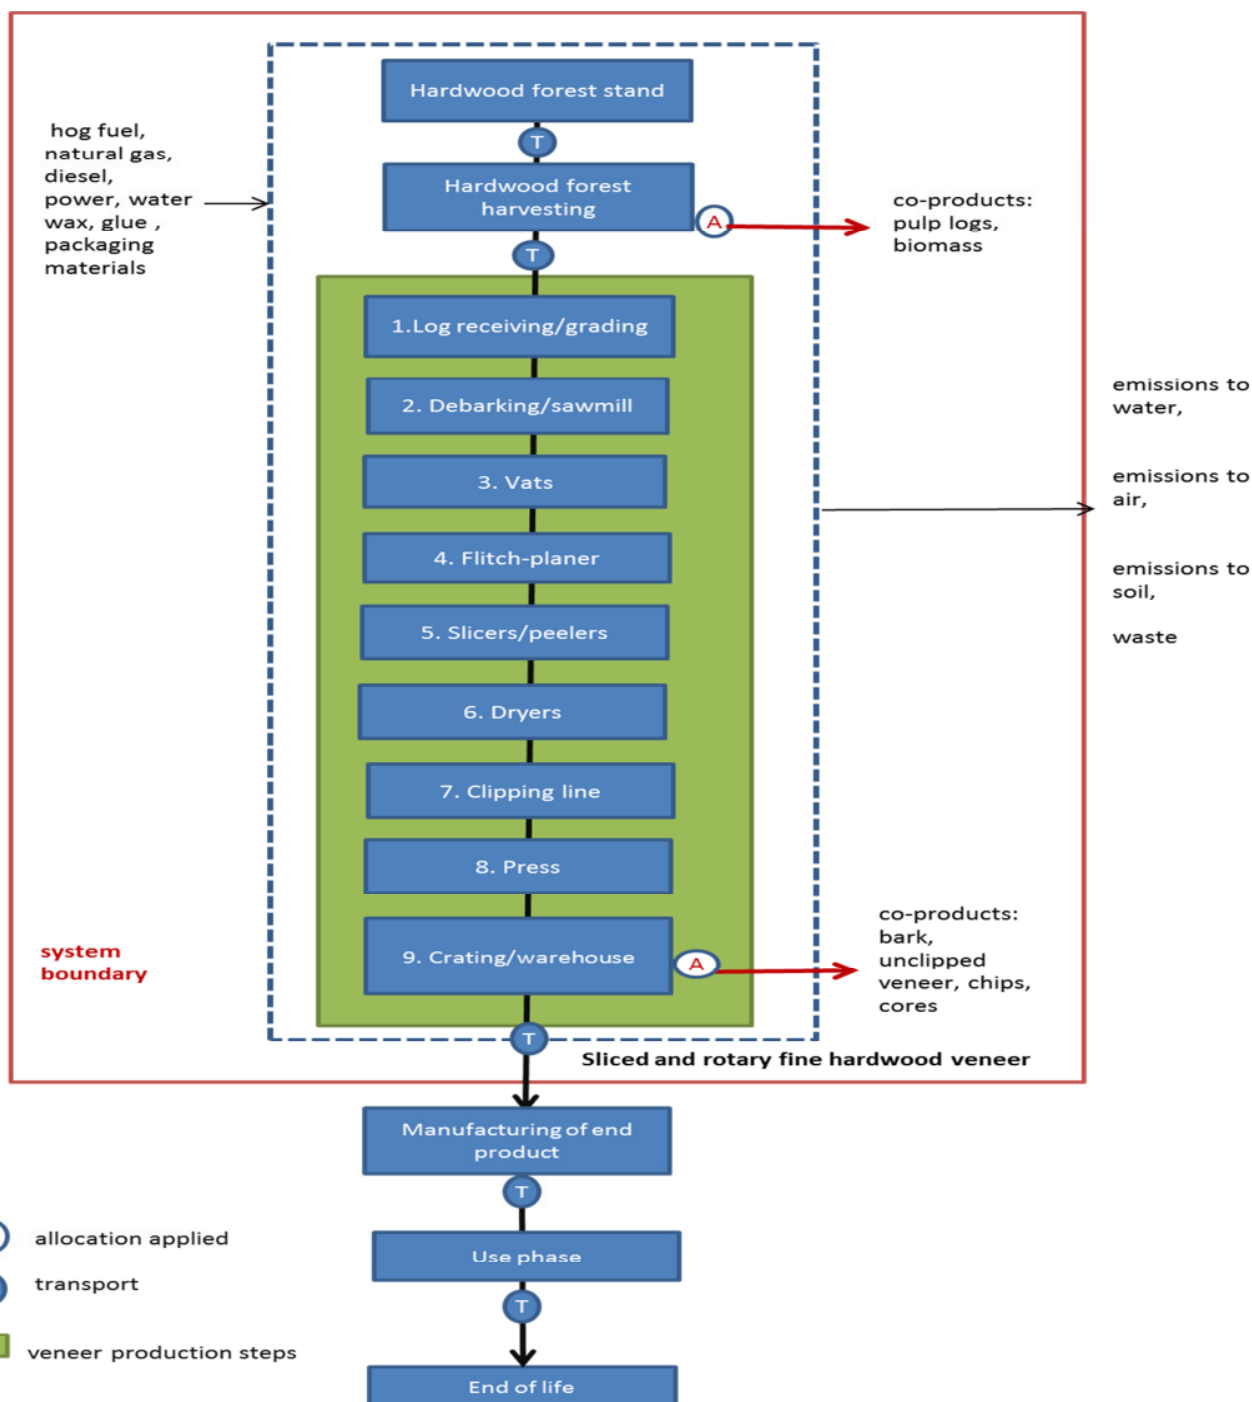 Hardwood forest stand
T
hog fuel,
natural gas,
diesel,
power, water
wax, glue ,
packaging
materials
Hardwood forest
harvesting
A
co-products:
pulp logs,
biomass
T
1.Log receiving/grading
2. Debarking/sawmill
3. Vats
4. Flitch-planer
5. Slicers/peelers
6. Dryers
7. Clipping line
8. Press
9. Crating/warehouse
A
co-products:
bark,
unclipped
veneer, chips,
cores
emissions to
water,
emissions to
air,
emissions to
soil,
waste
system
boundary
T
Sliced and rotary fine hardwood veneer
Manufacturing of end
product
T
Use phase
T
End of life
allocation applied
transport
veneer production steps